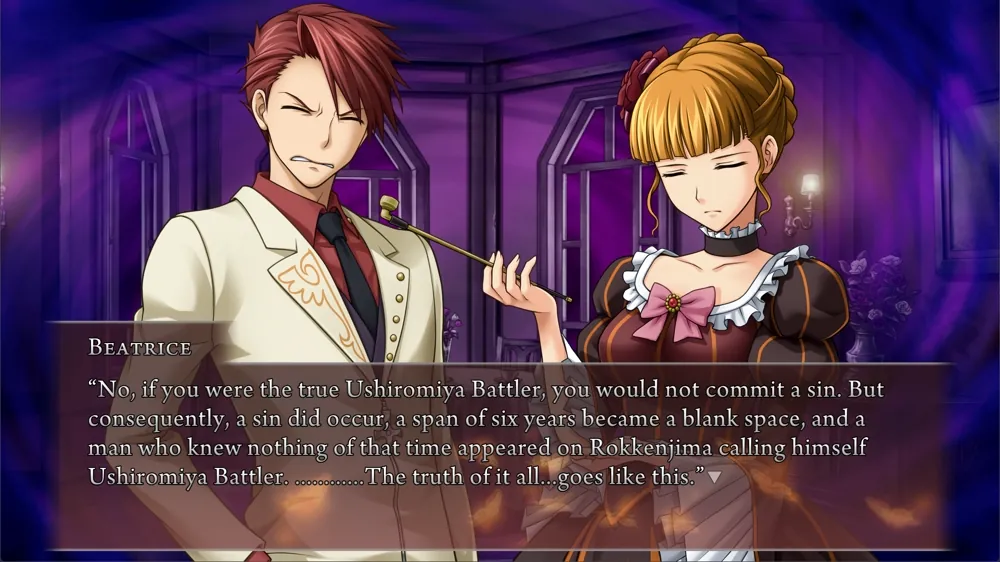 BEATRICE
“No, if you were the true Ushiromiya Battler, you would not commit a sin. But
consequently, a sin did occur, a span of six years became a blank space, and a
man who knew nothing of that time appeared on Rokkenjima calling himself
Ushiromiya Battler. ............The truth of it all...goes like this.”